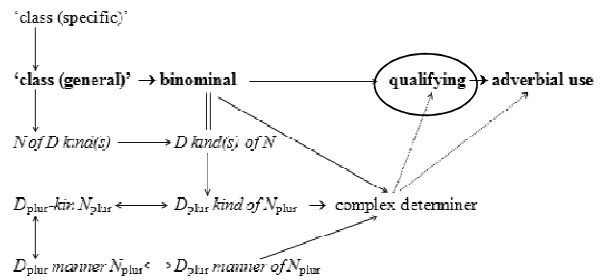 ‘class (specific)’
‘class (general)’ → binominal → qualifying → adverbial use
N of D kind(s) → D kind(s) of N
Dplur-kin Nplur ↔ Dplur kind of Nplur → complex determiner
Dplur manner Nplur ↔ Dplur manner of Nplur